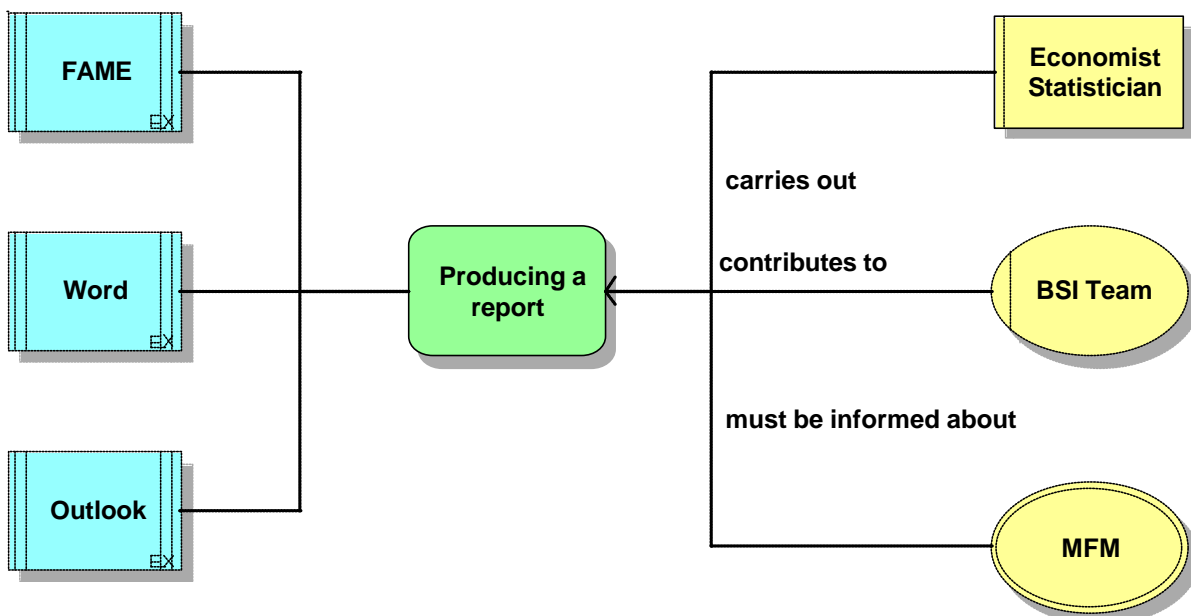 FAME
EX
Economist
Statistician
carries out
Word
EX
Producing a
report
contributes to
BSI Team
must be informed about
Outlook
EX
MFM